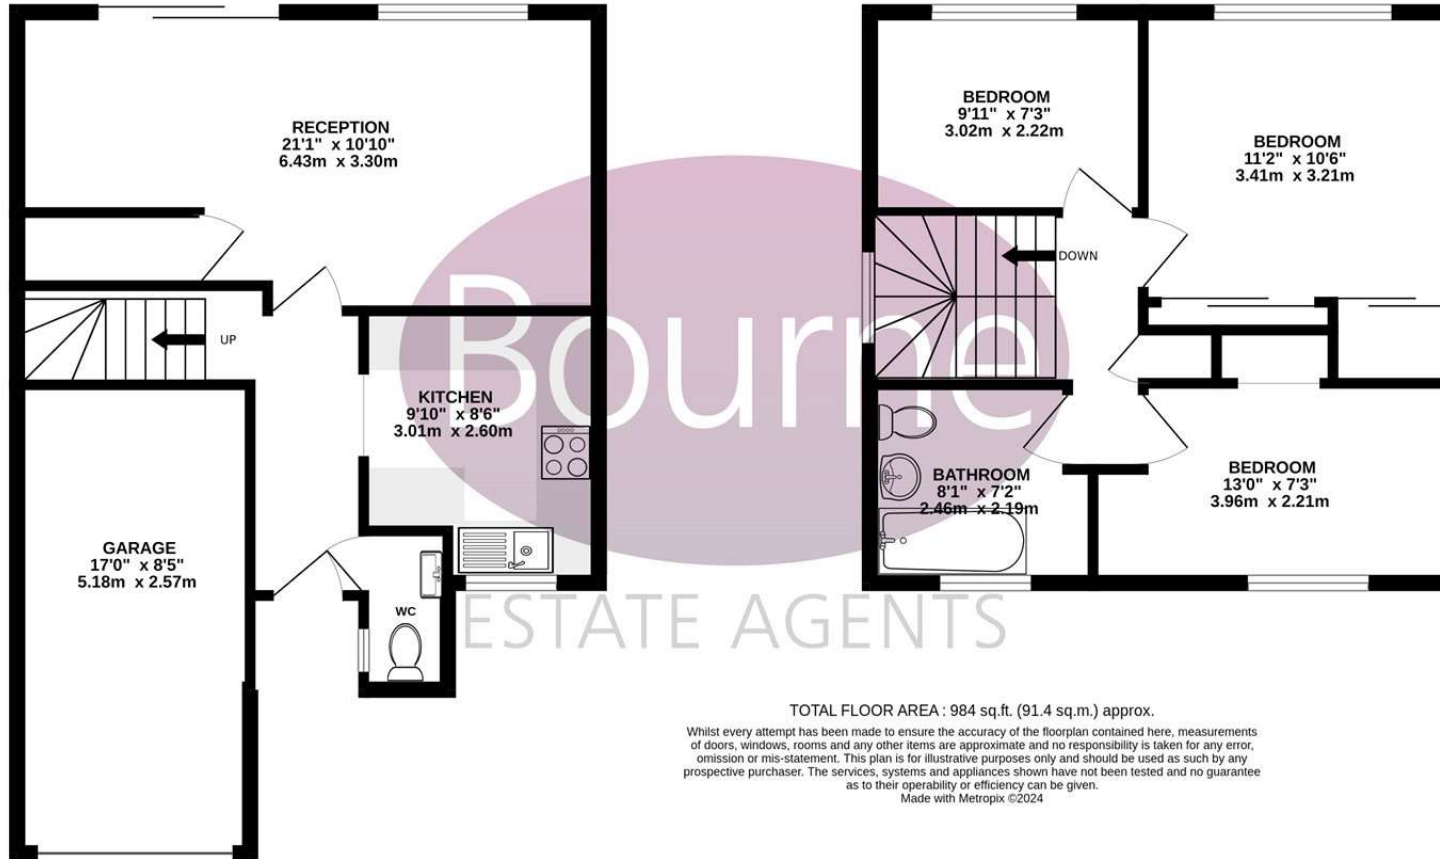 RECEPTION
21'1" x 10'10"
6.43m x 3.30m
UP
KITCHEN
9'10" x 8'6"
3.01m x 2.60m
GARAGE
17'0" x 8'5"
5.18m x 2.57m
WC
BEDROOM
9'11" x 7'3"
3.02m x 2.22m
BEDROOM
11'2" x 10'6"
3.41m x 3.21m
DOWN
BATHROOM
8'1" x 7'2"
2.46m x 2.19m
BEDROOM
13'0" x 7'3"
3.96m x 2.21m
Bourne
ESTATE AGENTS
TOTAL FLOOR AREA : 984 sq.ft. (91.4 sq.m.) approx.
Whilst every attempt has been made to ensure the accuracy of the floorplan contained here, measurements
of doors, windows, rooms and any other items are approximate and no responsibility is taken for any error,
omission or mis-statement. This plan is for illustrative purposes only and should be used as such by any
prospective purchaser. The services, systems and appliances shown have not been tested and no guarantee
as to their operability or efficiency can be given.
Made with Metropix ©2024